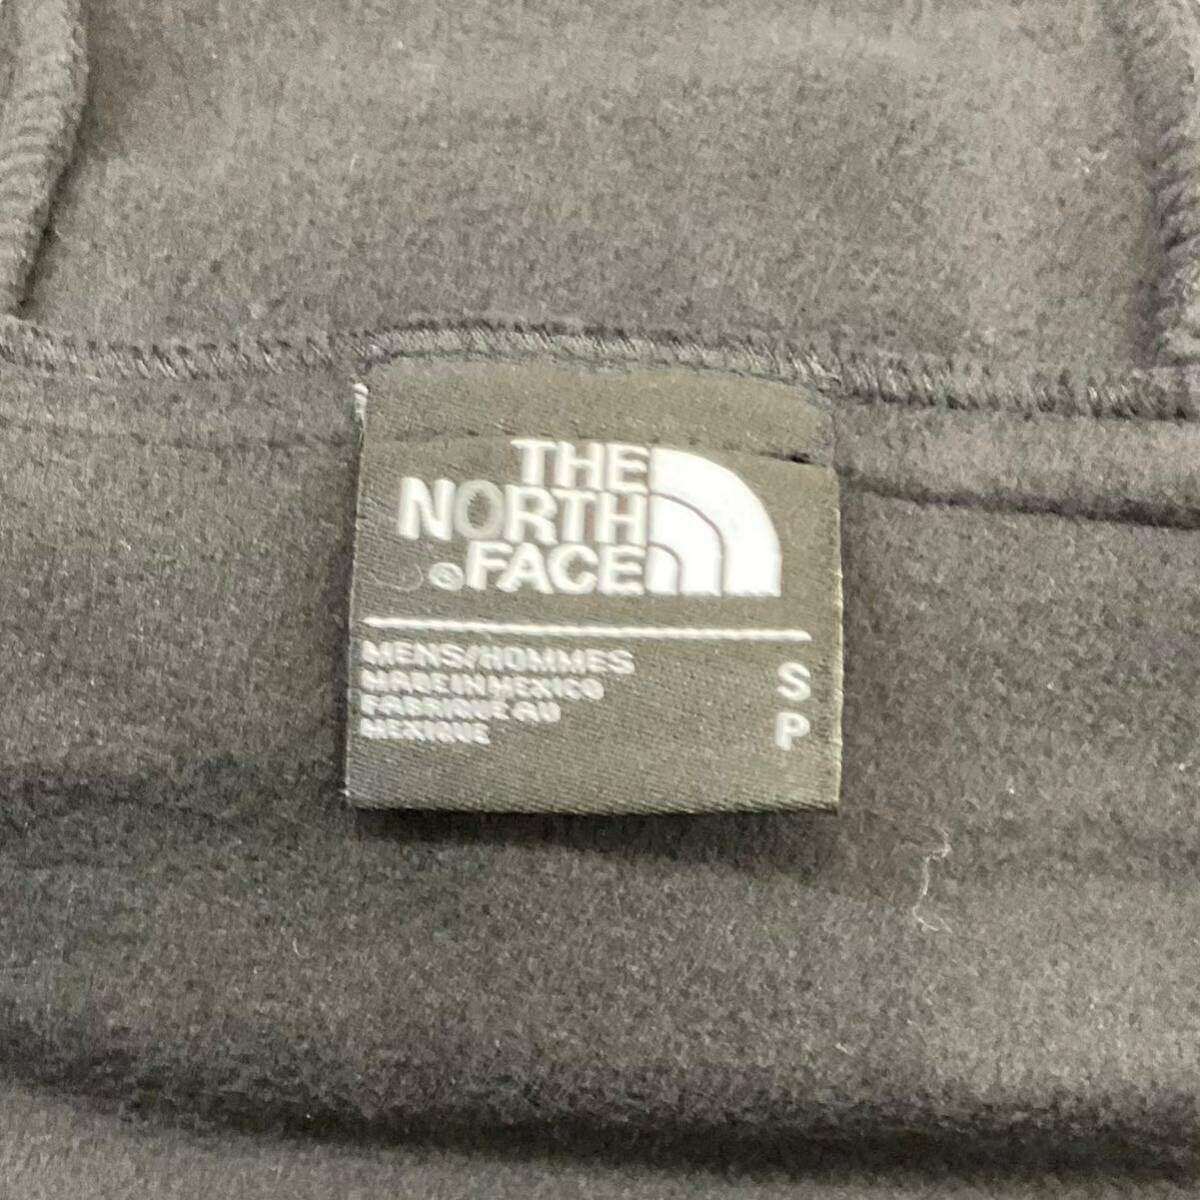 THE
NORTH
FACE
MENS/HOMMES
MADE IN MEXICO
FABRIQUE AU
MEXIQUE
S
P